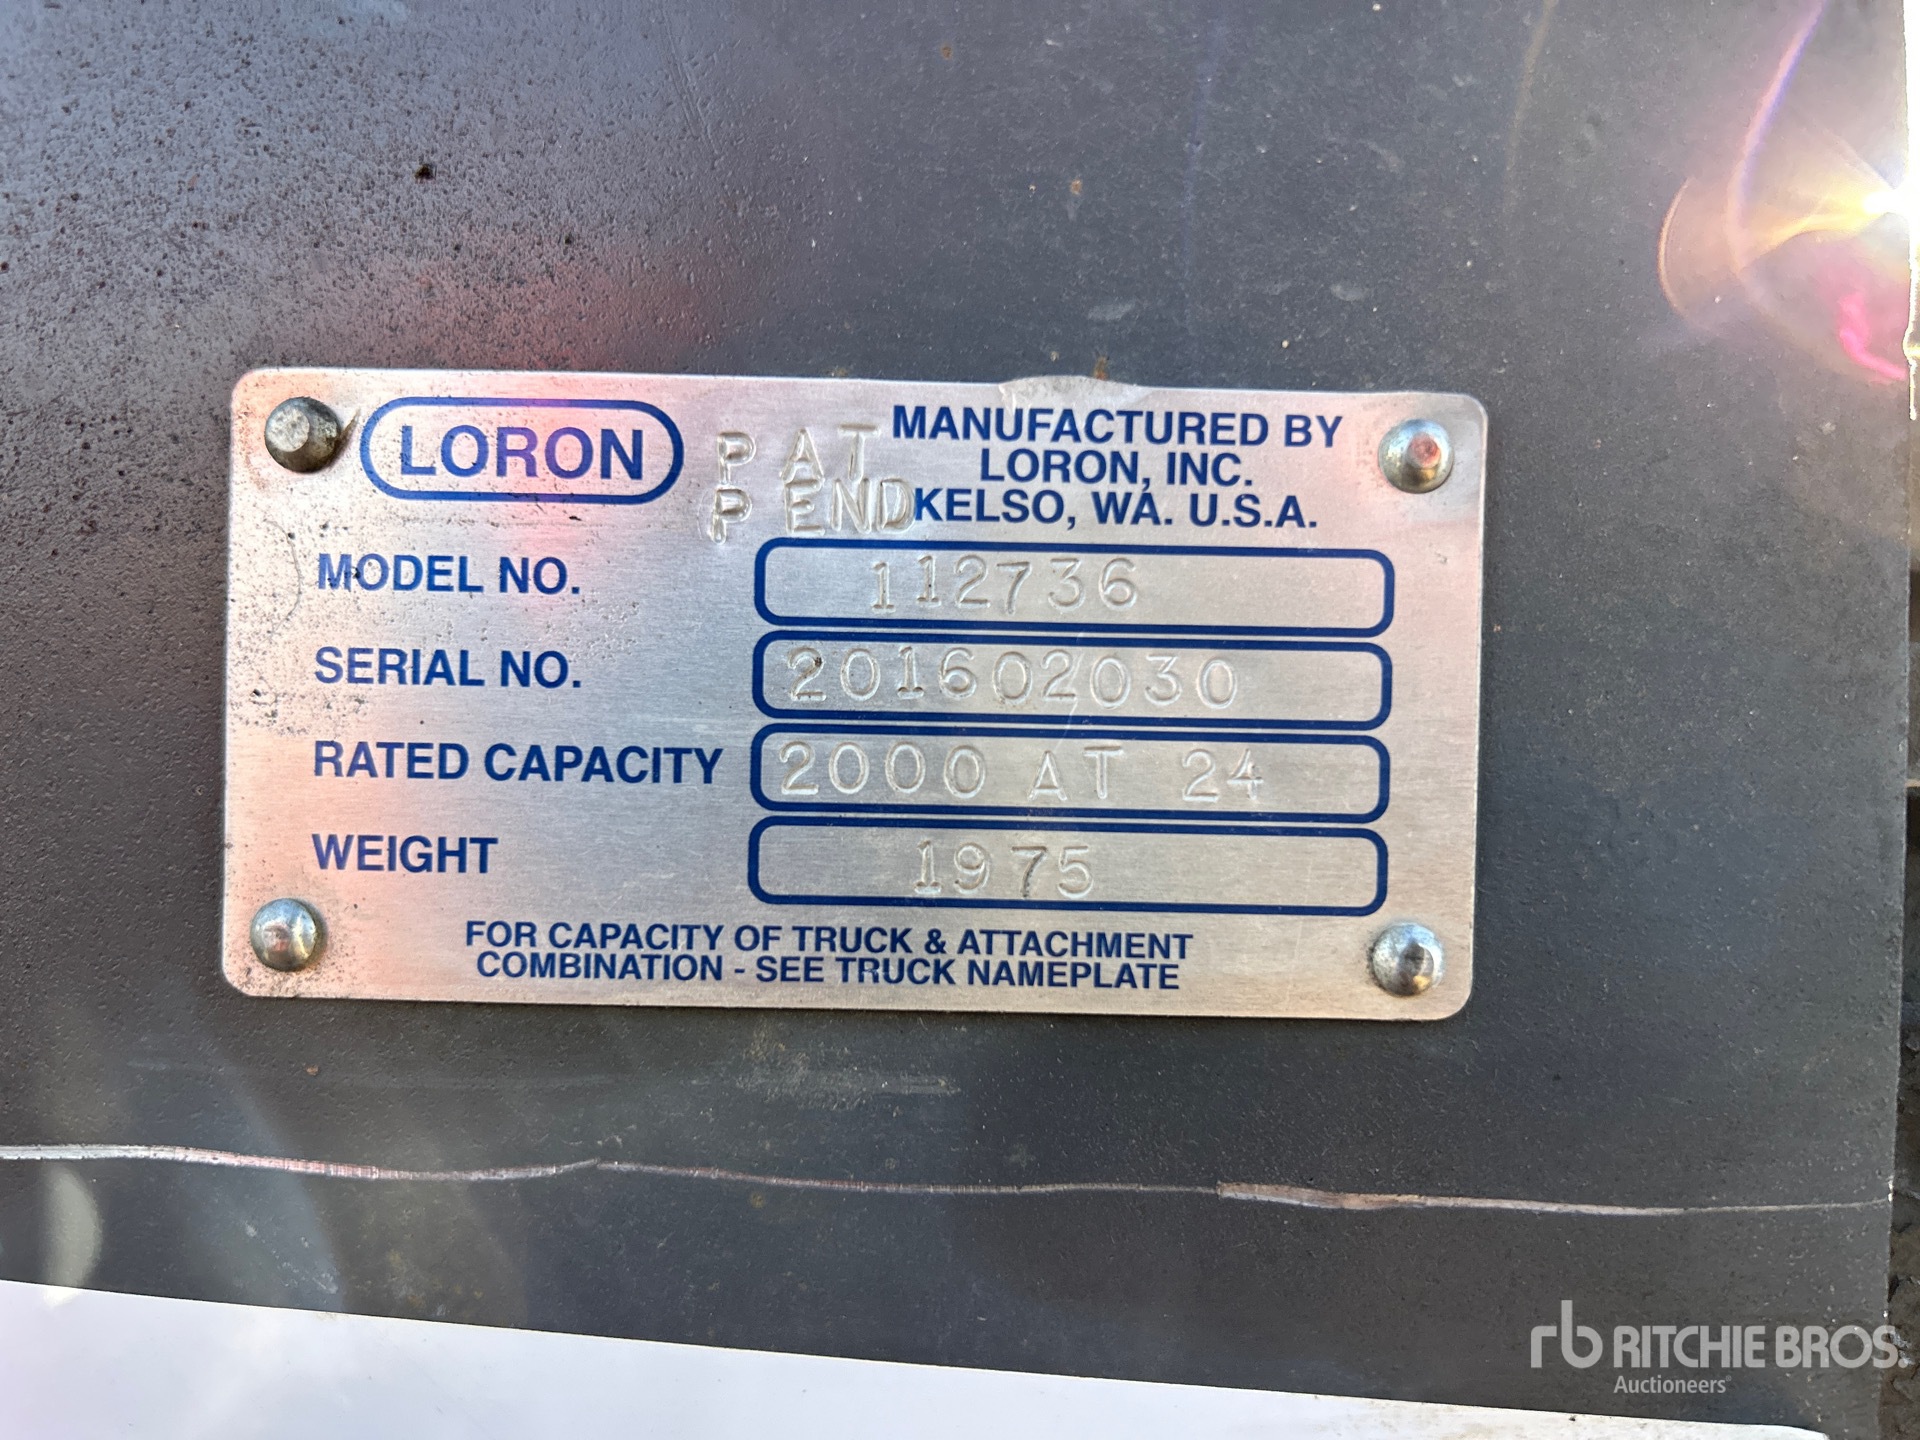 LORON
PAT
PEND
MANUFACTURED BY
LORON, INC.
KELSO, WA. U.S.A.
MODEL NO. 112736
SERIAL NO. 201602030
RATED CAPACITY 2000 AT 24
WEIGHT 1975
FOR CAPACITY OF TRUCK & ATTACHMENT
COMBINATION - SEE TRUCK NAMEPLATE
rb RITCHIE BROS.
Auctioneers